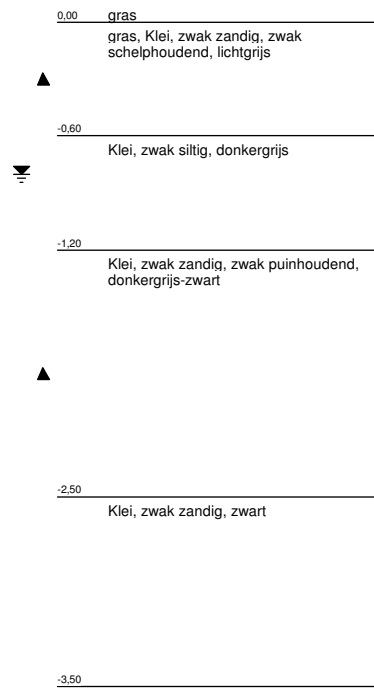 0,00 gras
gras, Klei, zwak zandig, zwak
schelphoudend, lichtgrijs
-0,60
Klei, zwak siltig, donkergrijs
-1,20
Klei, zwak zandig, zwak puinhoudend,
donkergrijs-zwart
-2,50
Klei, zwak zandig, zwart
-3,50